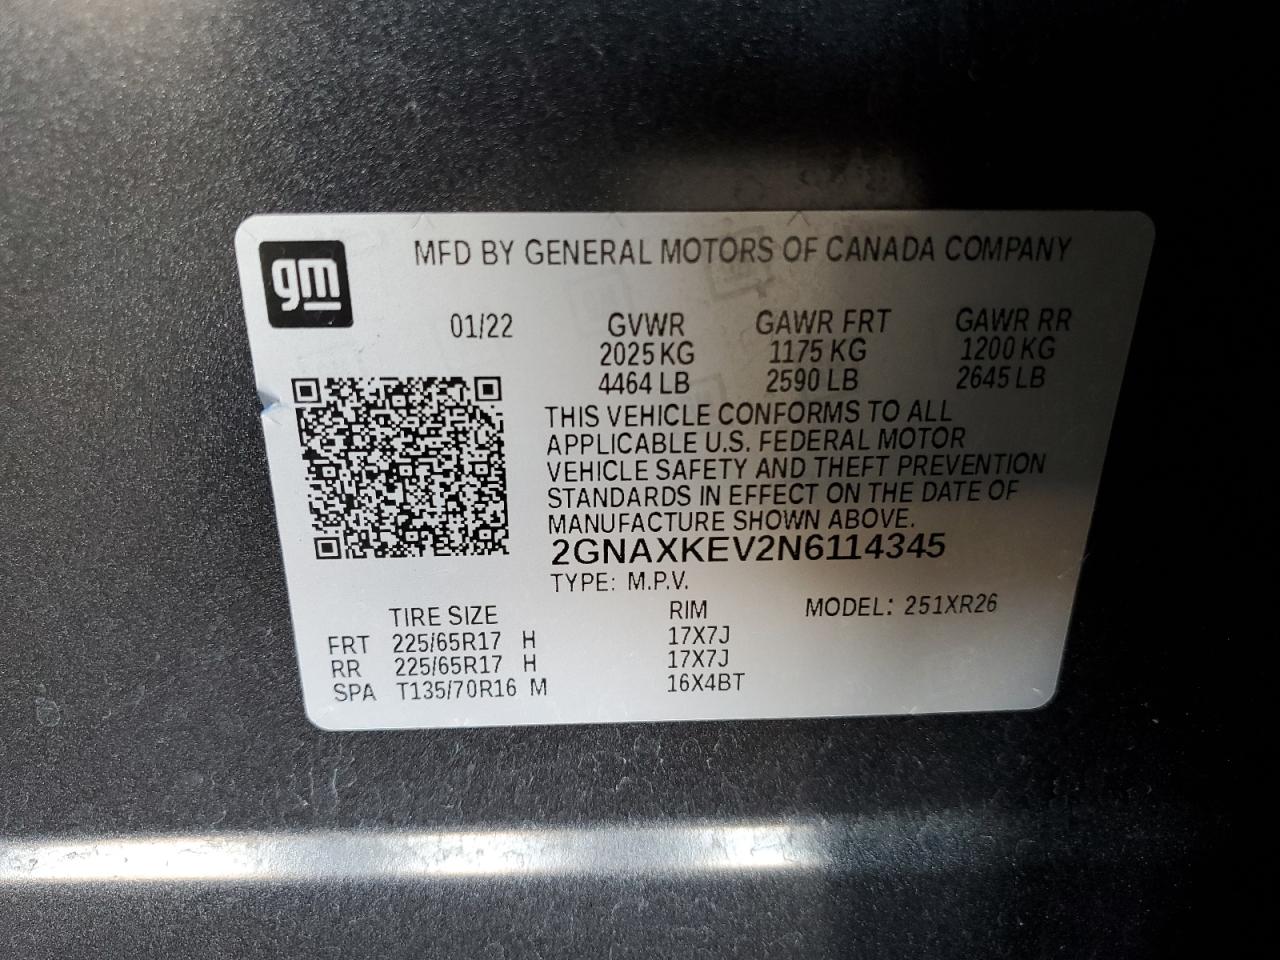 gm
MFD BY GENERAL MOTORS OF CANADA COMPANY
01/22 GVWR GAWR FRT GAWR RR
2025 KG 1175 KG 1200 KG
4464 LB 2590 LB 2645 LB
THIS VEHICLE CONFORMS TO ALL
APPLICABLE U.S. FEDERAL MOTOR
VEHICLE SAFETY AND THEFT PREVENTION
STANDARDS IN EFFECT ON THE DATE OF
MANUFACTURE SHOWN ABOVE.
2GNAXKEV2N6114345
TYPE: M.P.V.
TIRE SIZE RIM MODEL: 251XR26
FRT 225/65R17 H 17X7J
RR 225/65R17 H 17X7J
SPA T135/70R16 M 16X4BT